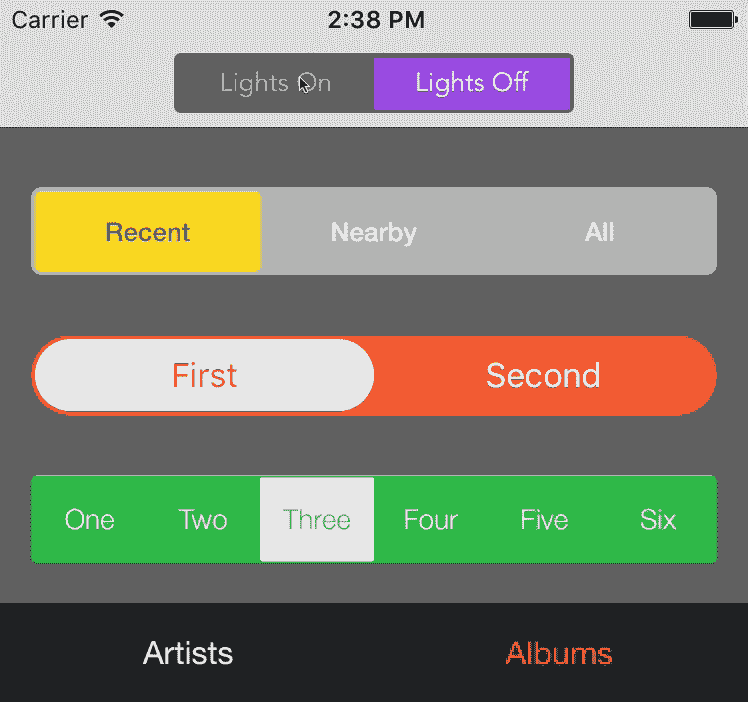 Carrier 2:38 PM
Lights On Lights Off
Recent Nearby All
First Second
One Two Three Four Five Six
Artists Albums